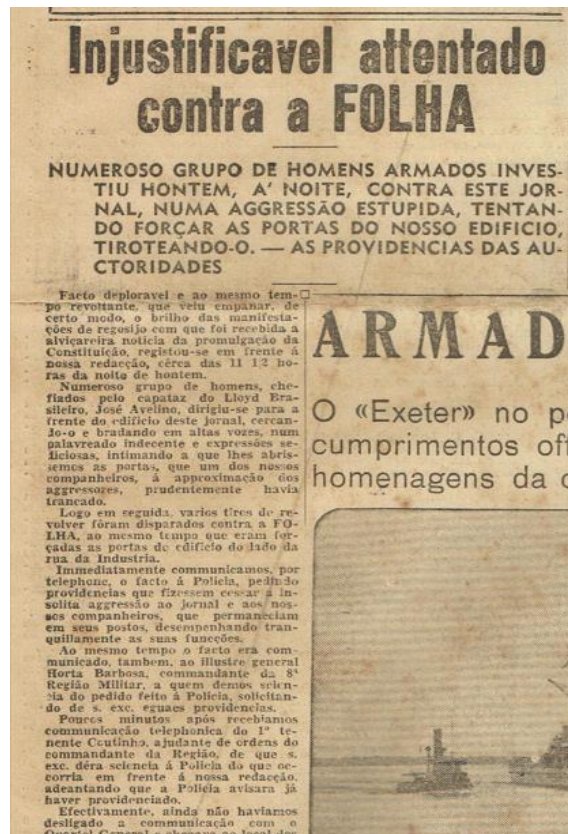 Injustificavel attentado
contra a FOLHA
NUMEROSO GRUPO DE HOMENS ARMADOS INVES-
TIU HONTEM, A' NOITE, CONTRA ESTE JOR-
NAL, NUMA AGGRESSÃO ESTUPIDA, TENTAN-
DO FORÇAR AS PORTAS DO NOSSO EDIFICIO,
TIROTEANDO-O. — AS PROVIDENCIAS DAS AU-
CTORIDADES
Facto deploravel e ao mesmo tem-
po revoltante, que veiu empanar, de
certo modo, o brilho das manifesta-
ções de regosijo com que foi recebida a
alviçareira noticia da promulgação da
Constituição, registou-se em frente á
nossa redacção, cêrca das 11 1|2 ho-
ras da noite de hontem.
Numeroso grupo de homens, che-
fiados pelo capataz do Lloyd Bra-
sileiro, José Avelino, dirigiu-se para a
frente do edificio deste jornal, cercan-
do-o e bradando em altas vozes, num
palavreado indecente e expressões se-
diciosas, intimando a que lhes abris-
semos as portas, que um dos nossos
companheiros, á approximação dos
aggressores, prudentemente havia
trancado.
Logo em seguida, varios tiros de re-
volver fôram disparados contra a FO-
LHA, ao mesmo tempo que eram for-
çadas as portas do edificio do lado da
rua da Industria.
Immediatamente communicamos, por
telephone, o facto á Policia, pedindo
providencias que fizessem cessar a in-
solita aggressão ao jornal e aos nos-
sos companheiros, que permaneciam
em seus postos, desempenhando tran-
quillamente as suas funcções.
Ao mesmo tempo o facto era com-
municado, tambem, ao illustre general
Horta Barbosa, commandante da 8ª
Região Militar, a quem demos scien-
cia do pedido feito á Policia, solicitan-
do de s. exc. eguaes providencias.
Poucos minutos após recebiamos
communicação telephonica do 1º te-
nente Coutinho, ajudante de ordens do
commandante da Região, de que s.
exc. déra sciencia á Policia do que oc-
corria em frente á nossa redacção,
adeantando que a Policia avisara já
haver providenciado.
Efectivamente, ainda não haviamos
desligado a communicação com o
Quartel General e chegava ao local dos
ARMAD
O «Exeter» no p
cumprimentos off
homenagens da